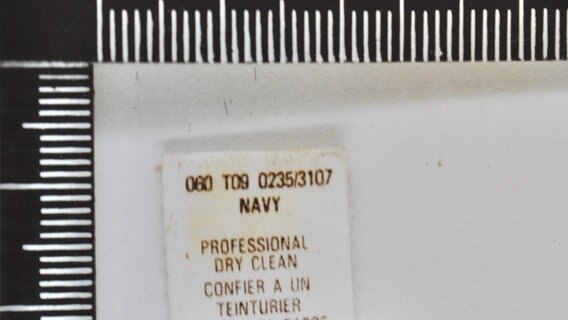 060 T09 0235/3107
NAVY
PROFESSIONAL
DRY CLEAN
CONFIER A UN
TEINTURIER